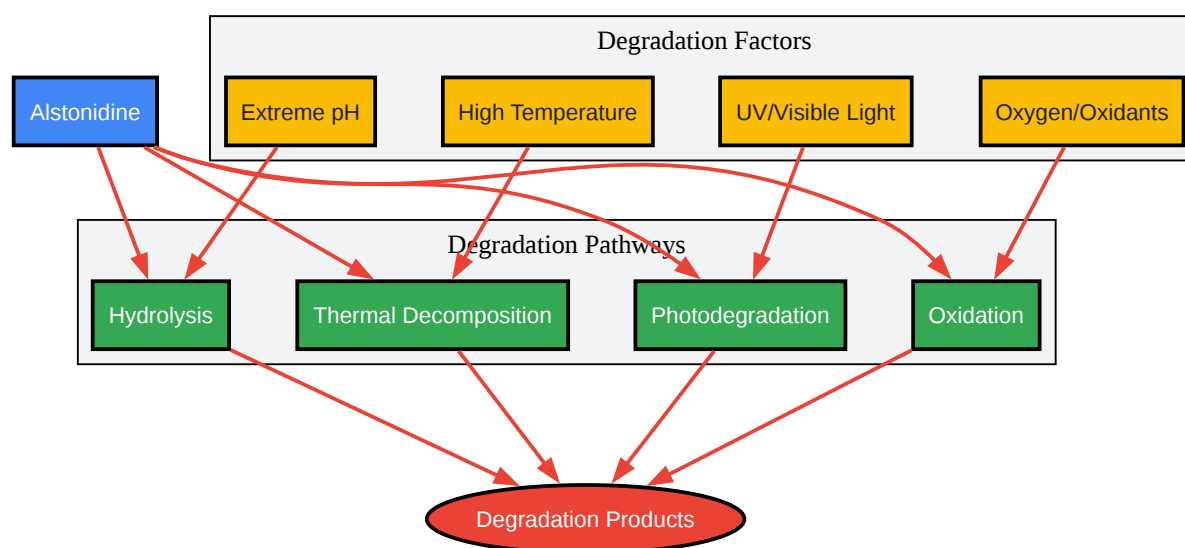 Degradation Factors
Alstonidine
Extreme pH
High Temperature
UV/Visible Light
Oxygen/Oxidants
Degradation Pathways
Hydrolysis
Thermal Decomposition
Photodegradation
Oxidation
Degradation Products